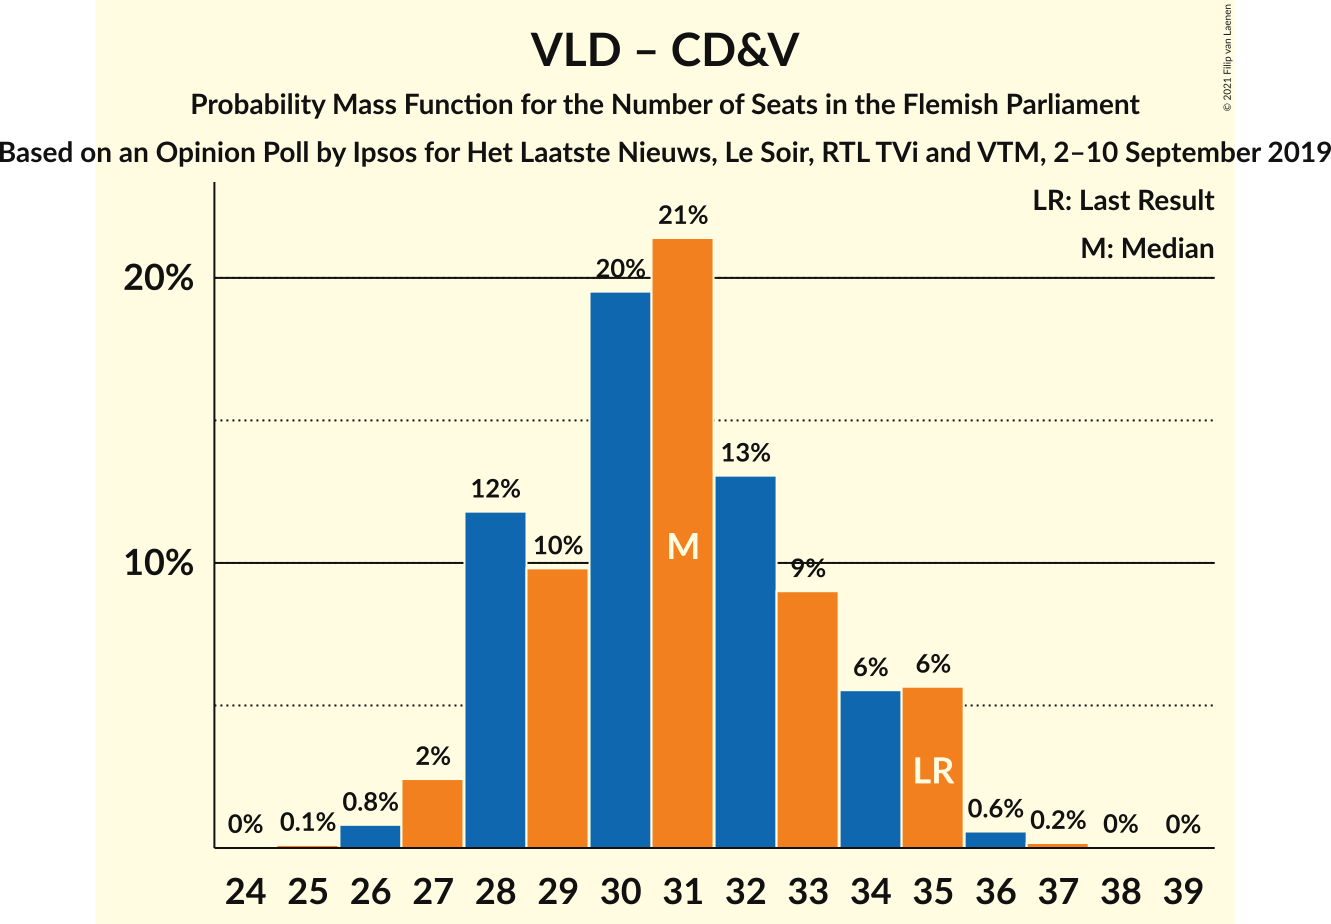 VLD – CD&V
Probability Mass Function for the Number of Seats in the Flemish Parliament
Based on an Opinion Poll by Ipsos for Het Laatste Nieuws, Le Soir, RTL TVi and VTM, 2–10 September 2019
© 2021 Filip van Laenen
LR: Last Result
M: Median
20%
10%
0%
0.1%
0.8%
2%
12%
10%
20%
21%
13%
9%
6%
6%
0.6%
0.2%
0%
0%
M
LR
24 25 26 27 28 29 30 31 32 33 34 35 36 37 38 39